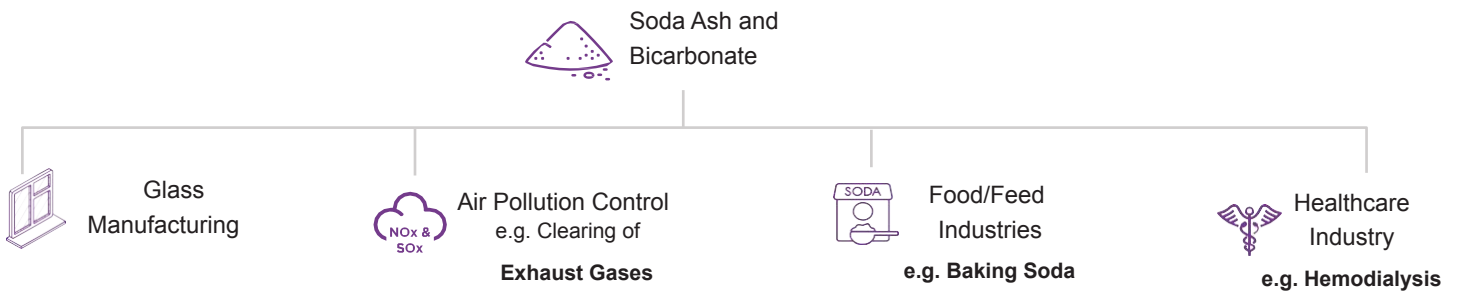 Soda Ash and
Bicarbonate
Glass
Manufacturing
NOx &
SOx
Air Pollution Control
e.g. Clearing of
Exhaust Gases
SODA
Food/Feed
Industries
e.g. Baking Soda
Healthcare
Industry
e.g. Hemodialysis